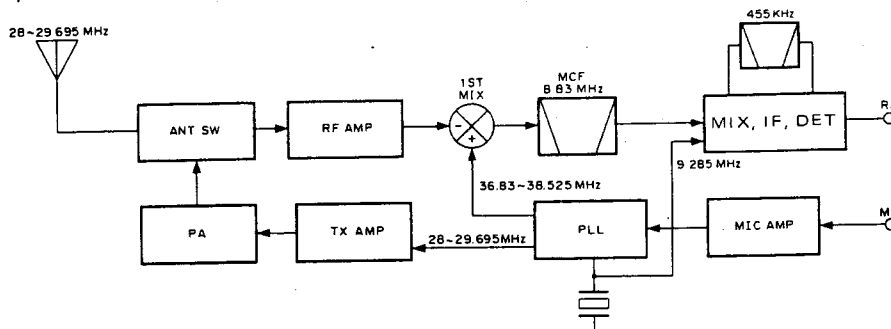 28~29.695 MHz
455 KHz
1ST
MIX
MCF
8.83 MHz
ANT SW
RF AMP
-
+
MIX, IF, DET
R
9.285 MHz
36.83~38.525 MHz
PA
TX AMP
28~29.695MHz
PLL
MIC AMP
M